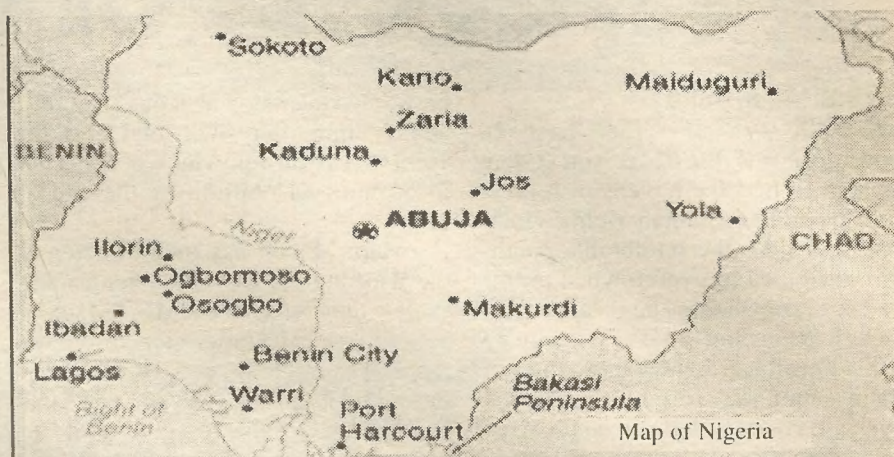 Sokoto
Kano
Maiduguri
Zaria
BENIN
Kaduna
Jos
Yola
ABUJA
Niger
CHAD
Ilorin
Ogbomoso
Osogbo
Makurdi
Ibadan
Benin City
Lagos
Bakasi
Poninsula
Warri
Bight of
Benin
Port
Harcourt
Map of Nigeria